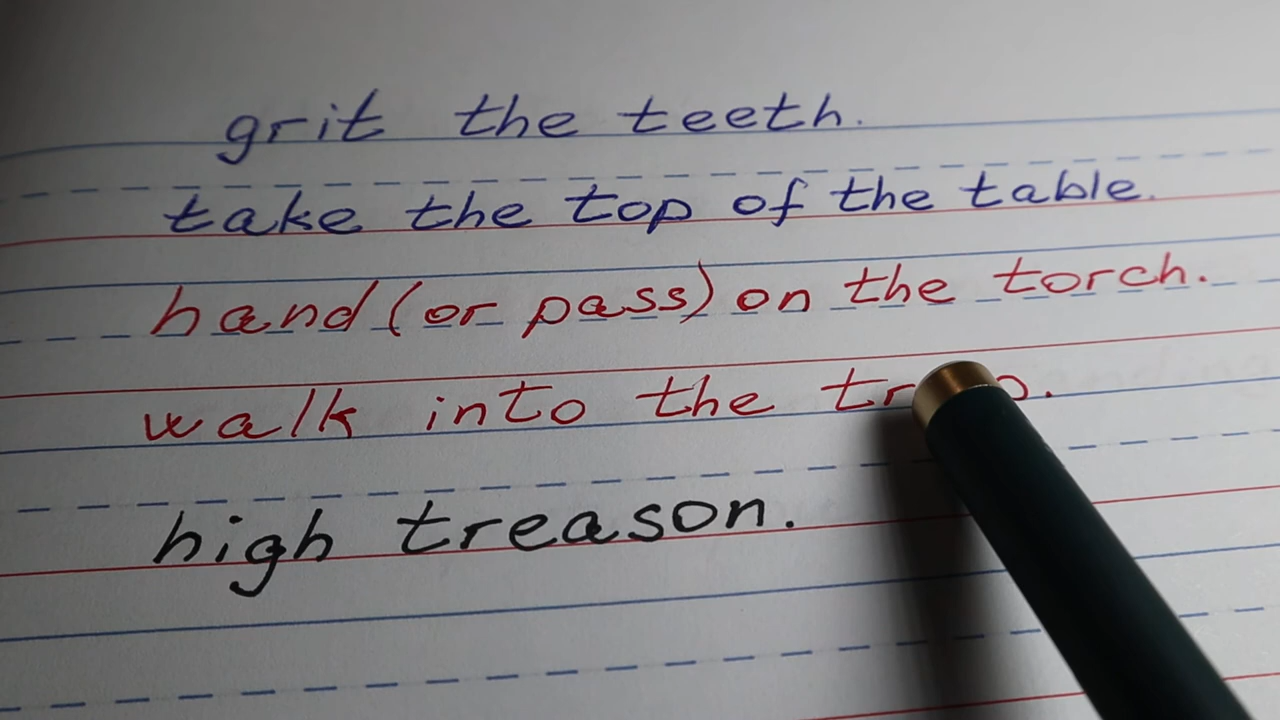 grit the teeth.
take the top of the table.
hand (or pass) on the torch.
walk into the
high treason.